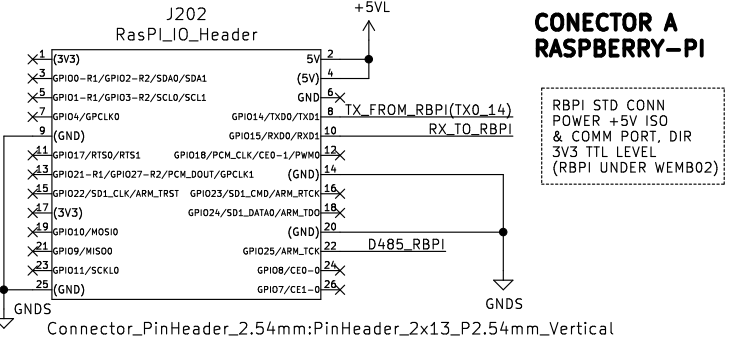 J202
RasPI_IO_Header
+5VL
CONECTOR A
RASPBERRY-PI
1 (3V3)
5V 2
3 GPIO0-R1/GPIO2-R2/SDA0/SDA1
(5V) 4
5 GPIO1-R1/GPIO3-R2/SCL0/SCL1
GND 6
7 GPIO4/GPCLK0
GPIO14/TXD0/TXD1 8 TX_FROM_RBPI(TX0_14)
9 (GND)
GPIO15/RXD0/RXD1 10 RX_TO_RBPI
11 GPIO17/RTS0/RTS1
GPIO18/PCM_CLK/CE0-1/PWM0 12
13 GPIO21-R1/GPIO27-R2/PCM_DOUT/GPCLK1
(GND) 14
15 GPIO22/SD1_CLK/ARM_TRST
GPIO23/SD1_CMD/ARM_RTCK 16
17 (3V3)
GPIO24/SD1_DATA0/ARM_TDO 18
19 GPIO10/MOSI0
(GND) 20
21 GPIO9/MISO0
GPIO25/ARM_TCK 22 D485_RBPI
23 GPIO11/SCKL0
GPIO8/CE0-0 24
25 (GND)
GPIO7/CE1-0 26
RBPI STD CONN
POWER +5V ISO
& COMM PORT, DIR
3V3 TTL LEVEL
(RBPI UNDER WEMB02)
GNDS
GNDS
Connector_PinHeader_2.54mm:PinHeader_2x13_P2.54mm_Vertical